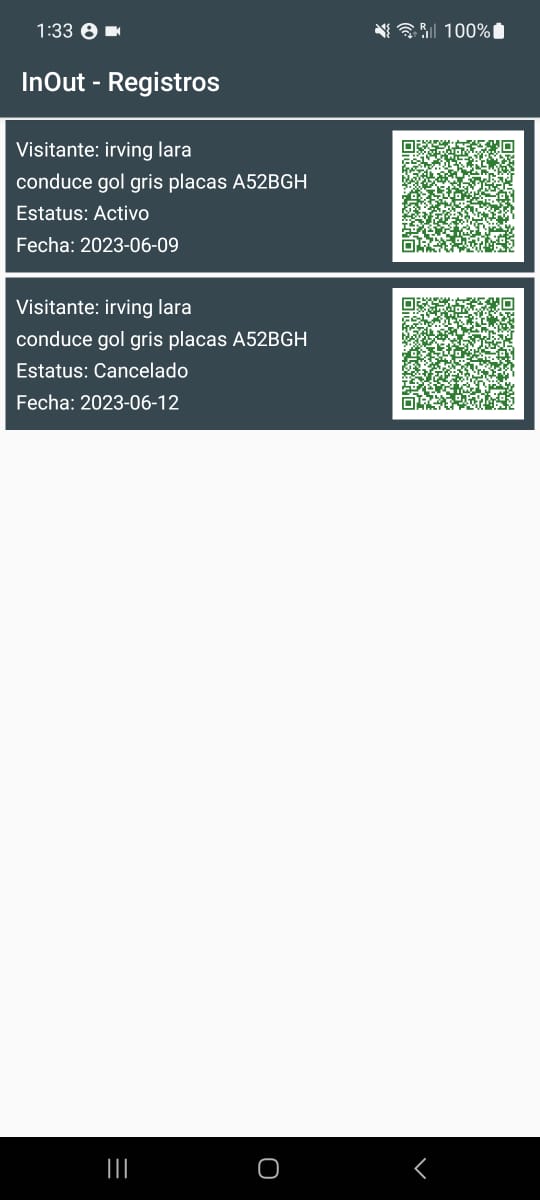 1:33
R
100%
InOut - Registros
Visitante: irving lara
conduce gol gris placas A52BGH
Estatus: Activo
Fecha: 2023-06-09
Visitante: irving lara
conduce gol gris placas A52BGH
Estatus: Cancelado
Fecha: 2023-06-12